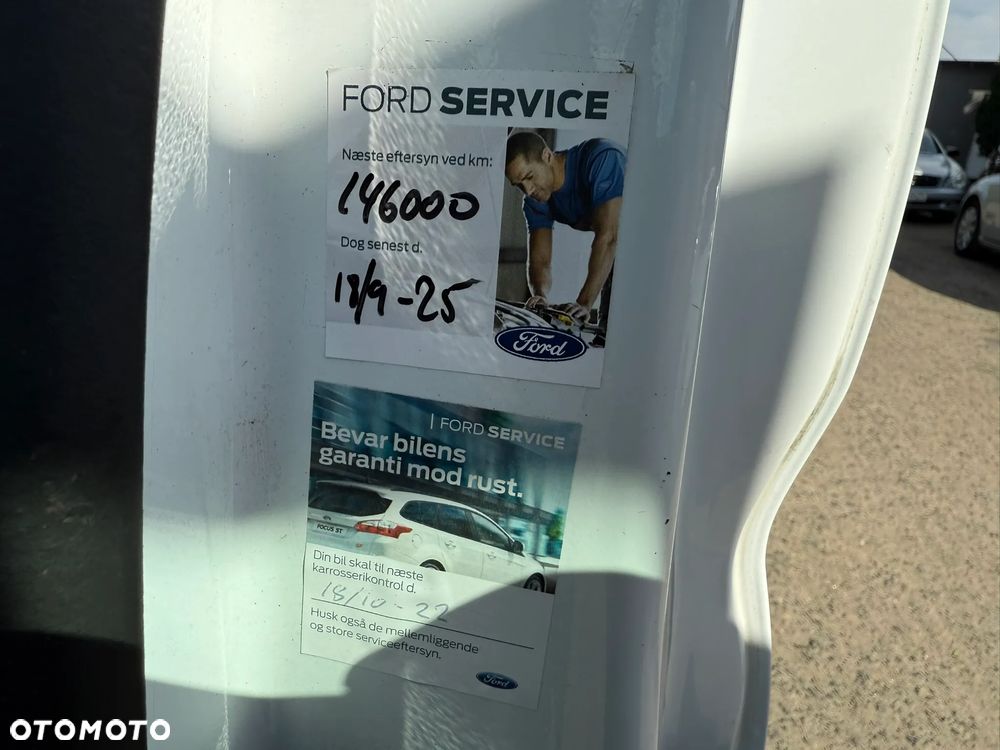 FORD SERVICE
Næste eftersyn ved km:
146000
Dog senest d.
18/9-25
Ford
FORD SERVICE
Bevar bilens
garanti mod rust.
FOCUS ST
Din bil skal til næste
karrosserikontrol d.
18/10-22
Husk også de mellemliggende
og store serviceeftersyn.
Ford
OTOMOTO